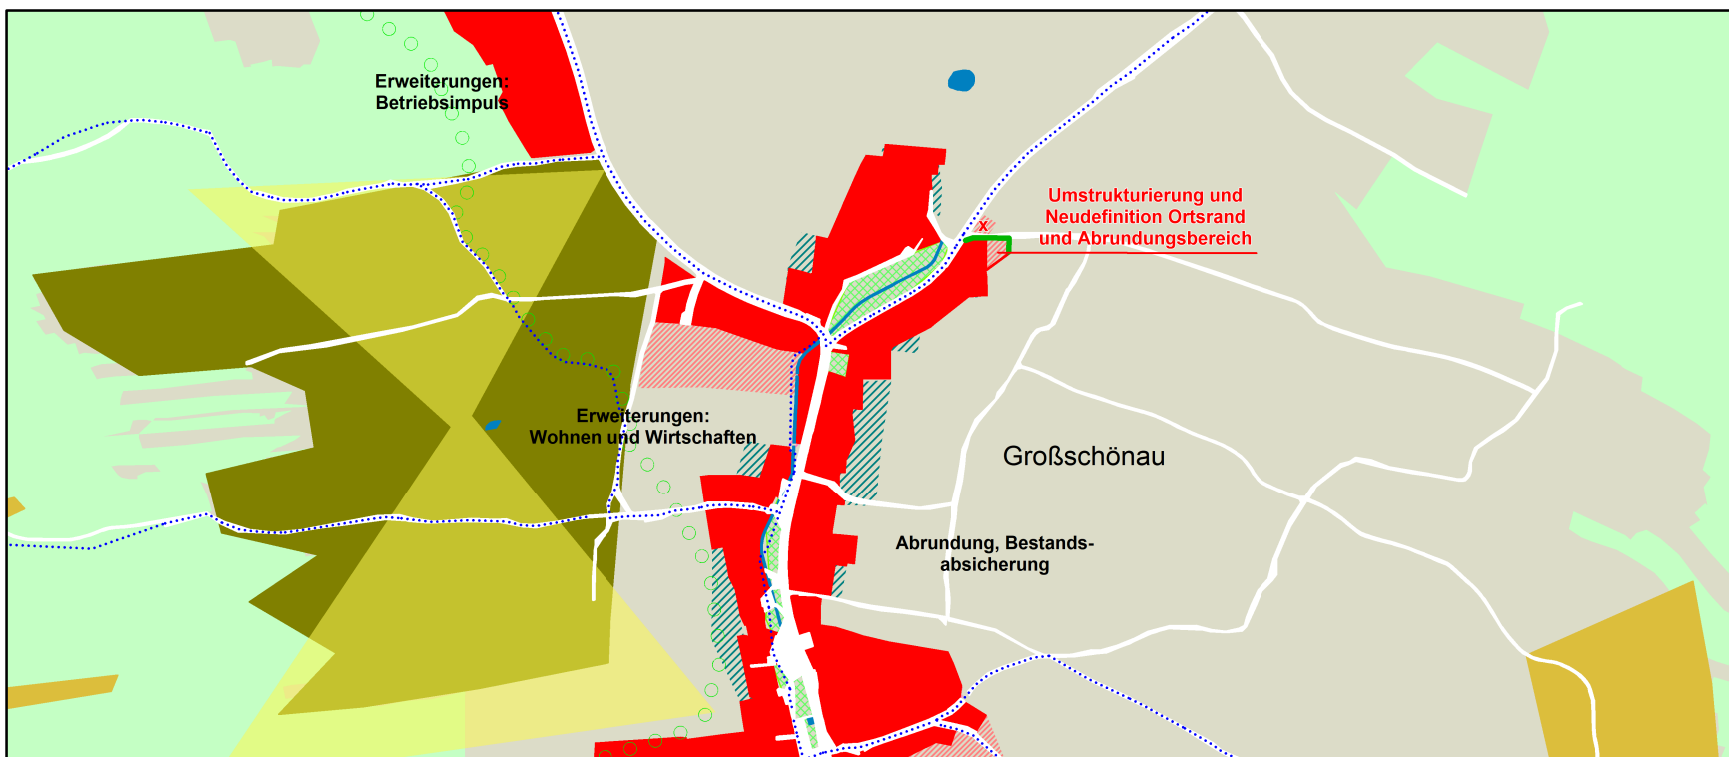 Erweiterungen:
Betriebsimpuls
Umstrukturierung und
Neudefinition Ortsrand
und Abrundungsbereich
x
Erweiterungen:
Wohnen und Wirtschaften
Großschönau
Abrundung, Bestands-
absicherung